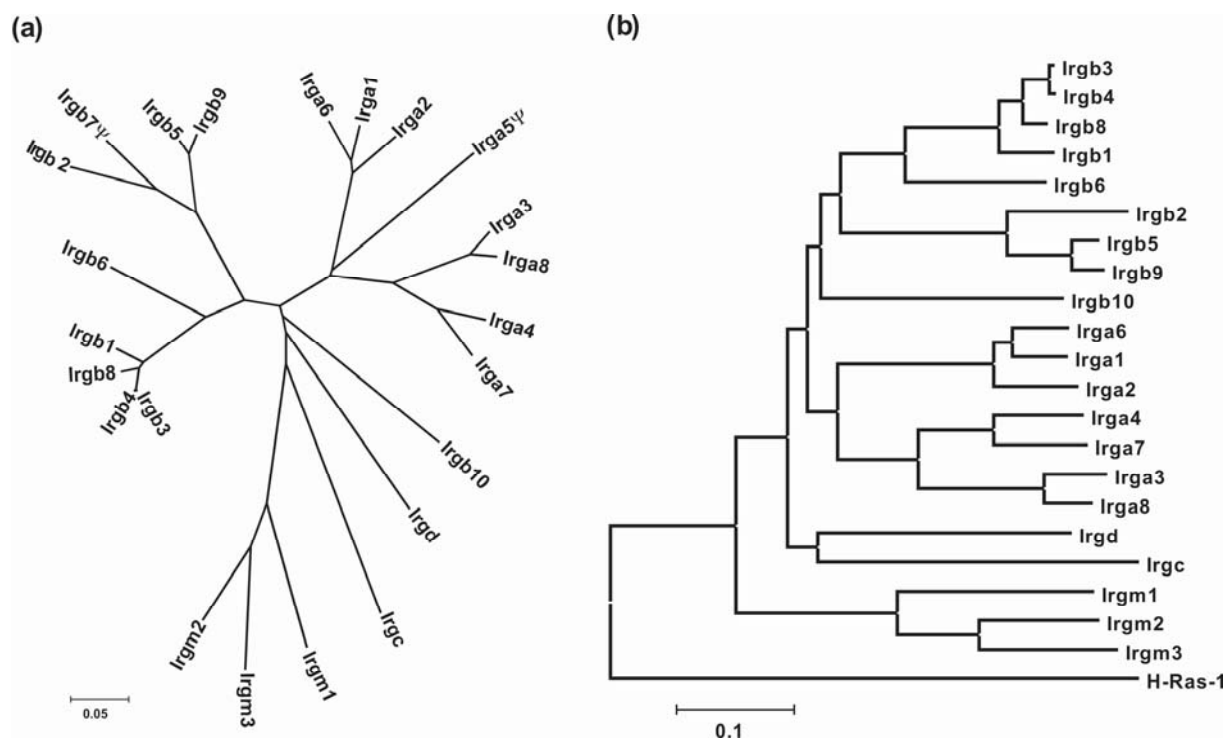 (a)
Irgb7Ψ
Irgb5
Irgb9
Irga6
Irga1
Irga2
Irga5Ψ
Irgb 2
Irga3
Irgb6
Irga8
Irga4
Irgb1
Irgb8
Irga7
Irgb4
Irgb3
Irgb10
Irgd
Irgc
Irgm2
Irgm1
Irgm3
0.05
(b)
Irgb3
Irgb4
Irgb8
Irgb1
Irgb6
Irgb2
Irgb5
Irgb9
Irgb10
Irga6
Irga1
Irga2
Irga4
Irga7
Irga3
Irga8
Irgd
Irgc
Irgm1
Irgm2
Irgm3
H-Ras-1
0.1